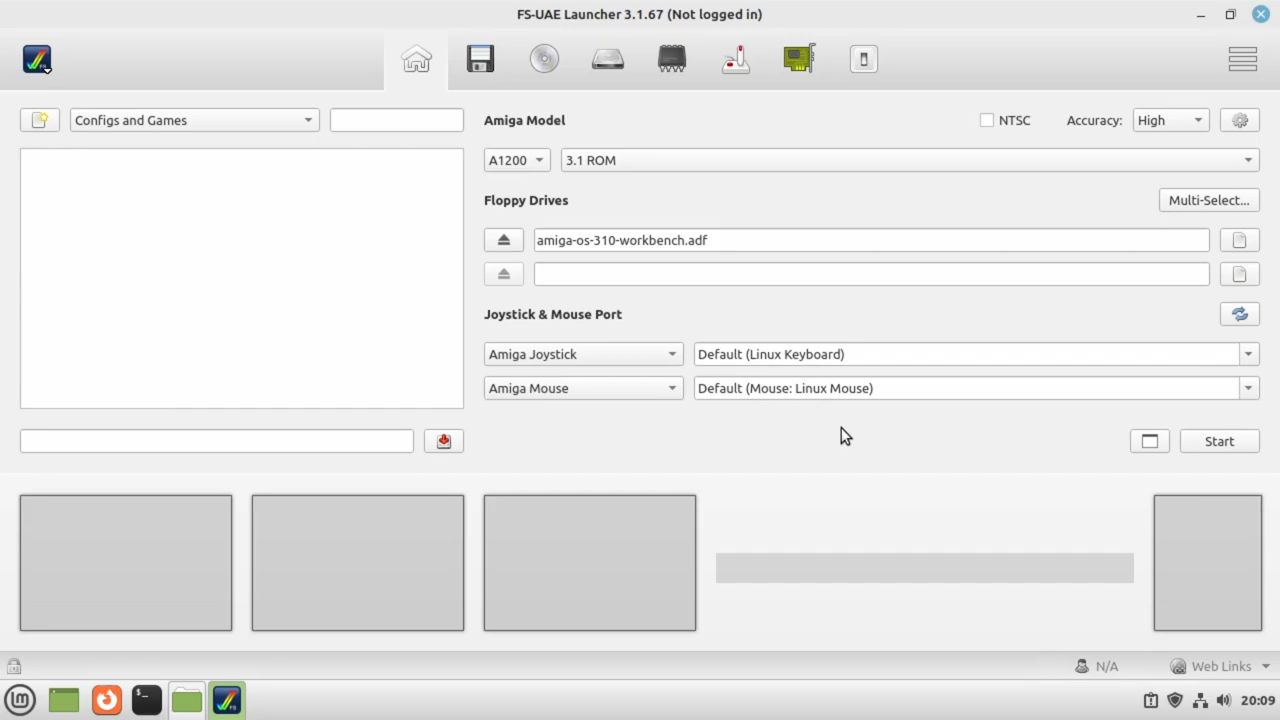 FS-UAE Launcher 3.1.67 (Not logged in)
Configs and Games
Amiga Model
NTSC
Accuracy:
High
A1200
3.1 ROM
Floppy Drives
Multi-Select...
amiga-os-310-workbench.adf
Joystick & Mouse Port
Amiga Joystick
Default (Linux Keyboard)
Amiga Mouse
Default (Mouse: Linux Mouse)
Start
N/A
Web Links
20:09